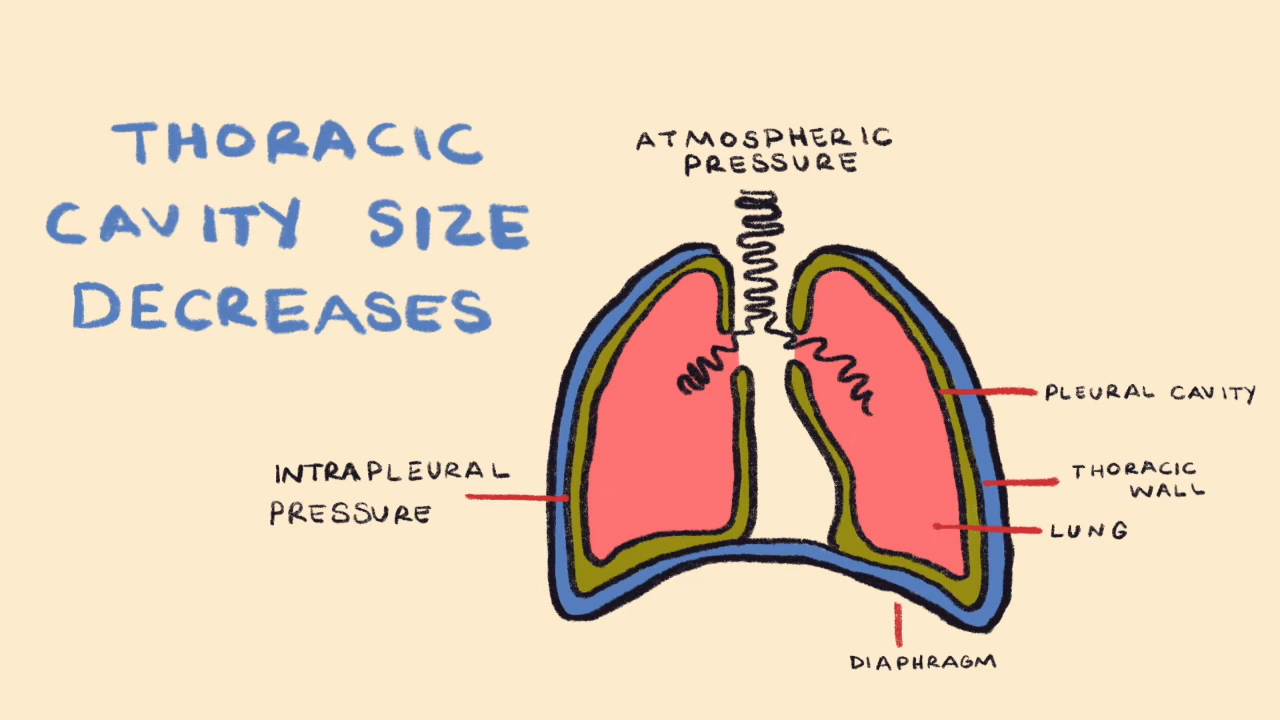 THORACIC
CAVITY SIZE
DECREASES
ATMOSPHERIC
PRESSURE
PLEURAL CAVITY
INTRAPLEURAL
PRESSURE
THORACIC
WALL
LUNG
DIAPHRAGM